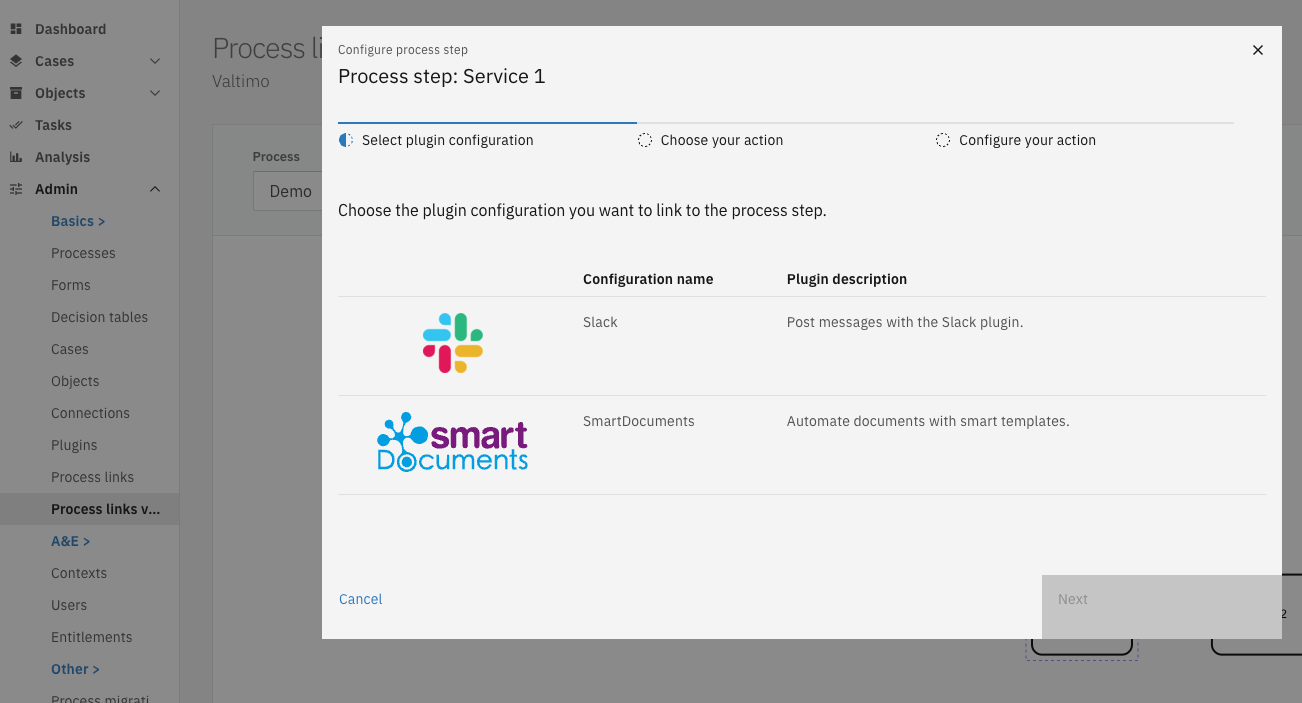 Dashboard
Cases
Objects
Tasks
Analysis
Admin
Basics >
Processes
Forms
Decision tables
Cases
Objects
Connections
Plugins
Process links
Process links v...
A&E >
Contexts
Users
Entitlements
Other >
Process migrati
Process li
Valtimo
Process
Demo
Configure process step
Process step: Service 1
Select plugin configuration
Choose your action
Configure your action
Choose the plugin configuration you want to link to the process step.
Configuration name Plugin description
Slack Post messages with the Slack plugin.
smart
Documents
SmartDocuments Automate documents with smart templates.
Cancel
Next
2